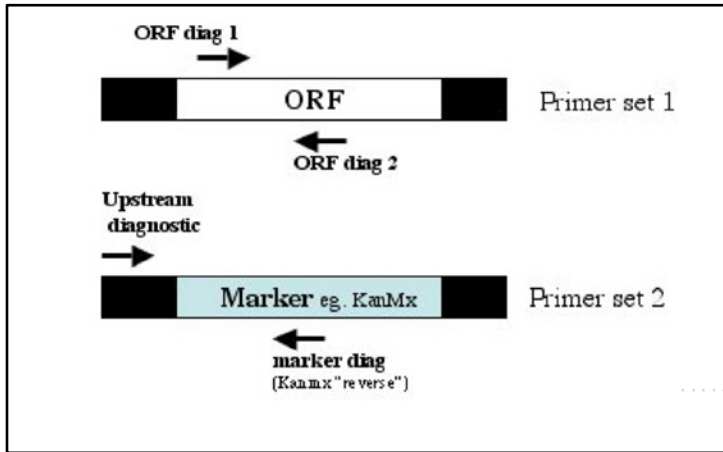 ORF diag 1
ORF
Primer set 1
ORF diag 2
Upstream
diagnostic
Marker eg. KanMx
Primer set 2
marker diag
(Kanmx "reverse")